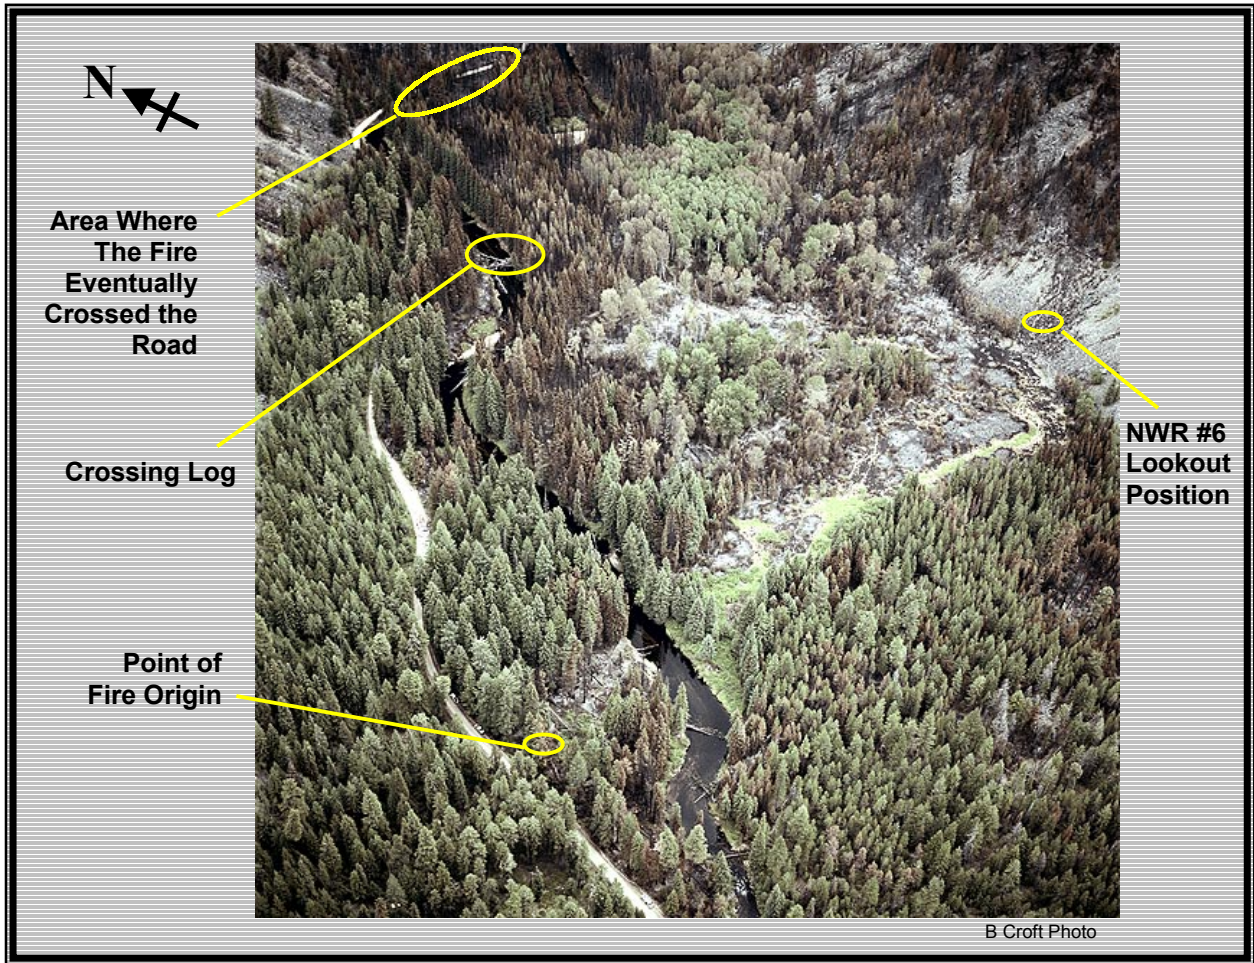 N
Area Where
The Fire
Eventually
Crossed the
Road
Crossing Log
NWR #6
Lookout
Position
Point of
Fire Origin
B Croft Photo